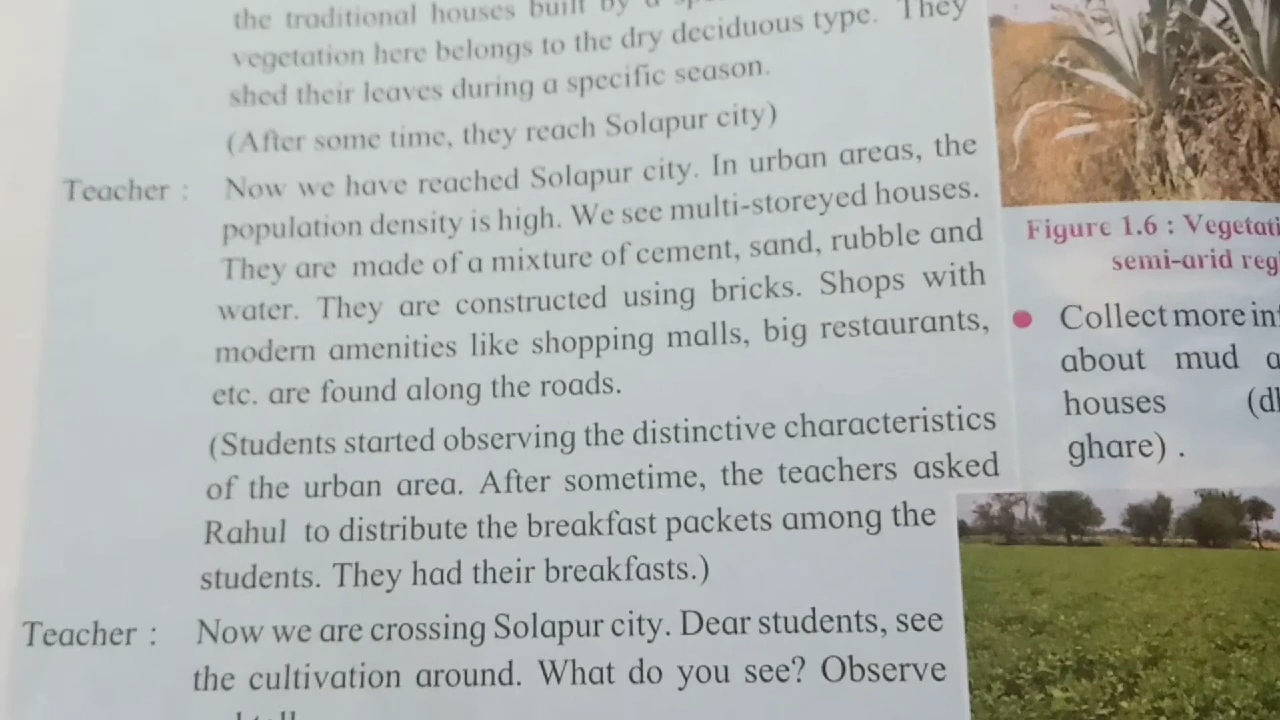 the traditional houses built by a
vegetation here belongs to the dry deciduous type. They
shed their leaves during a specific season.
(After some time, they reach Solapur city)
Teacher : Now we have reached Solapur city. In urban areas, the
population density is high. We see multi-storeyed houses.
They are made of a mixture of cement, sand, rubble and
water. They are constructed using bricks. Shops with
modern amenities like shopping malls, big restaurants,
etc. are found along the roads.
(Students started observing the distinctive characteristics
of the urban area. After sometime, the teachers asked
Rahul to distribute the breakfast packets among the
students. They had their breakfasts.)
Teacher : Now we are crossing Solapur city. Dear students, see
the cultivation around. What do you see? Observe
Figure 1.6 : Vegetati
semi-arid reg
Collect more in
about mud a
houses (d
ghare) .